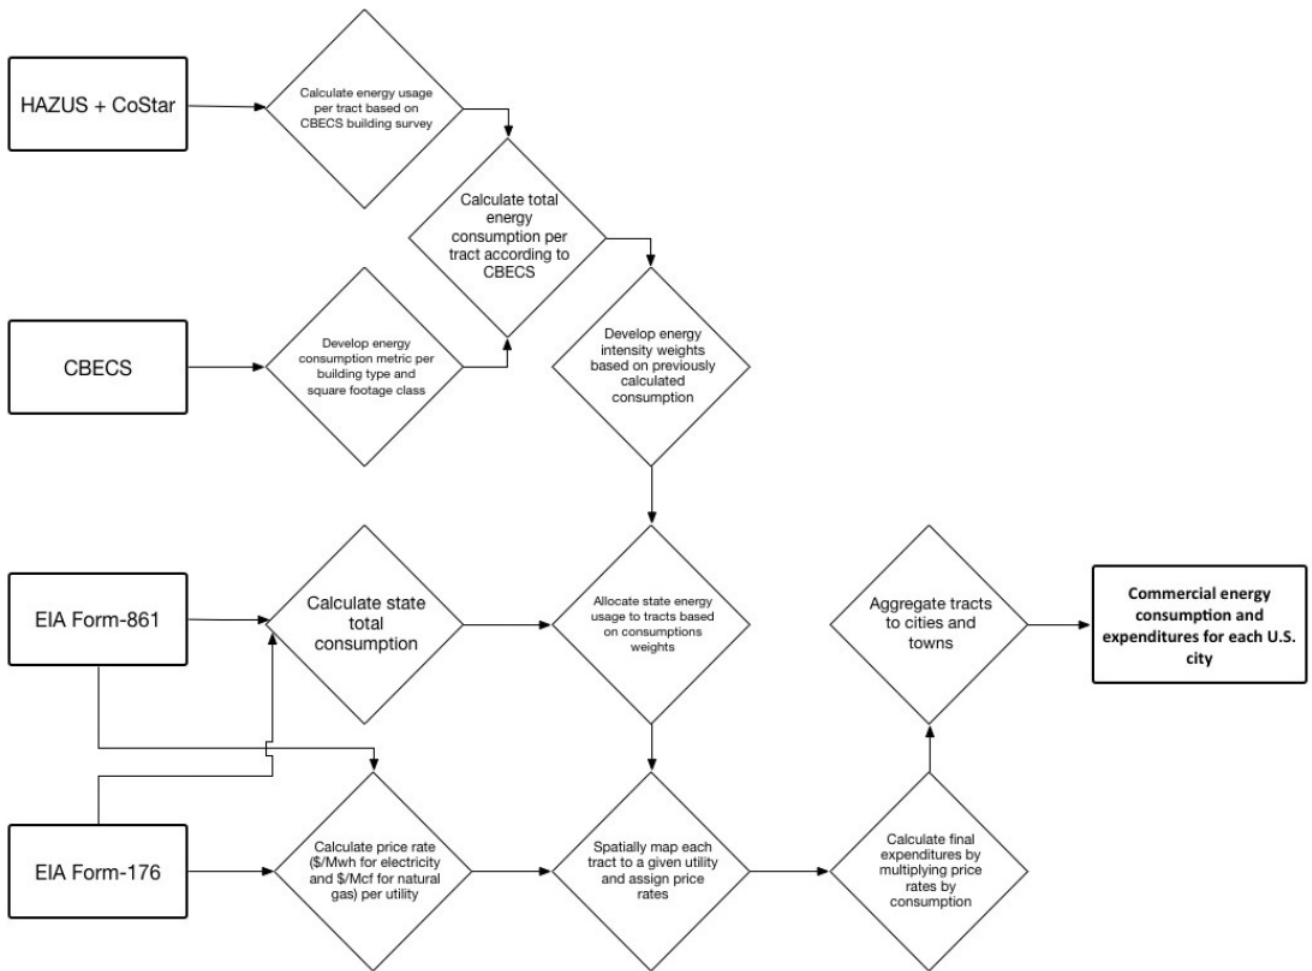 HAZUS + CoStar
Calculate energy usage
per tract based on
CBECS building survey
Calculate total
energy
consumption per
tract according to
CBECS
CBECS
Develop energy
consumption metric per
building type and
square footage class
Develop energy
intensity weights
based on previously
calculated
consumption
EIA Form-861
Calculate state
total
consumption
Allocate state energy
usage to tracts based
on consumptions
weights
Aggregate tracts
to cities and
towns
Commercial energy
consumption and
expenditures for each U.S.
city
EIA Form-176
Calculate price rate
($/Mwh for electricity
and $/Mcf for natural
gas) per utility
Spatially map each
tract to a given utility
and assign price
rates
Calculate final
expenditures by
multiplying price
rates by
consumption